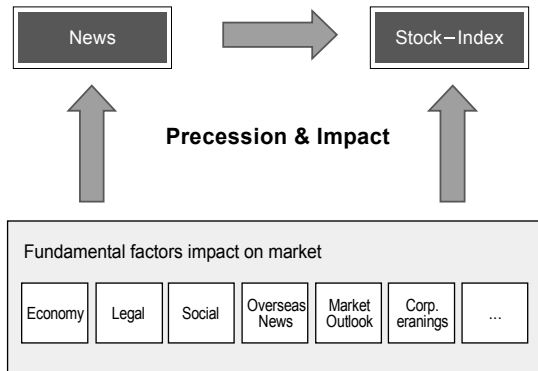 News
Stock–Index
Precession & Impact
Fundamental factors impact on market
Economy
Legal
Social
Overseas
News
Market
Outlook
Corp.
eranings
...